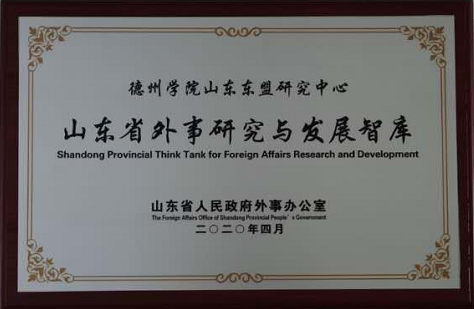 德州学院山东东盟研究中心
山东省外事研究与发展智库
Shandong Provincial Think Tank for Foreign Affairs Research and Development
山东省人民政府外事办公室
The Foreign Affairs Office of Shandong Provincial People's Government
二〇二〇年四月